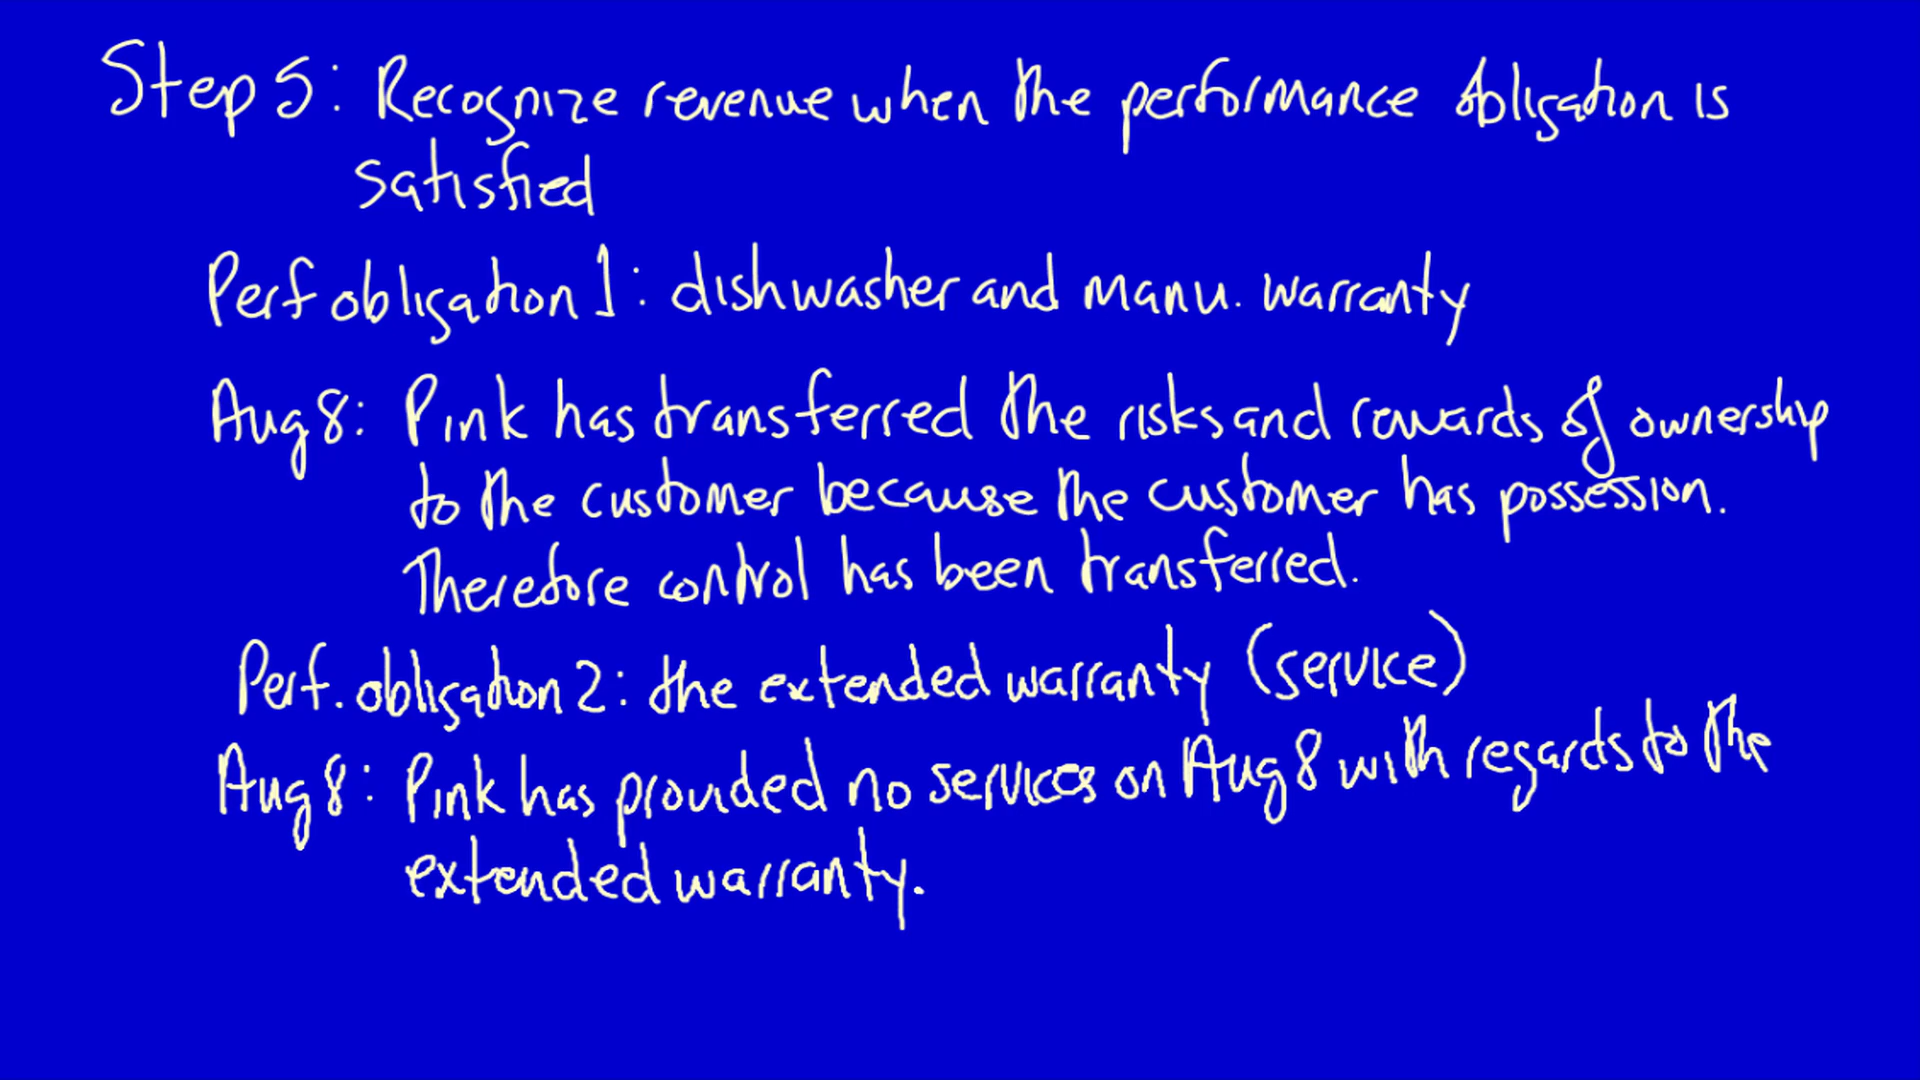 Step 5: Recognize revenue when the performance obligation is
satisfied
Perf obligation 1: dishwasher and manu. warranty
Aug 8: Pink has transferred the risks and rewards of ownership
to the customer because the customer has possession.
Therefore control has been transferred.
Perf. obligation 2: the extended warranty (service)
Aug 8: Pink has provided no services on Aug 8 with regards to the
extended warranty.